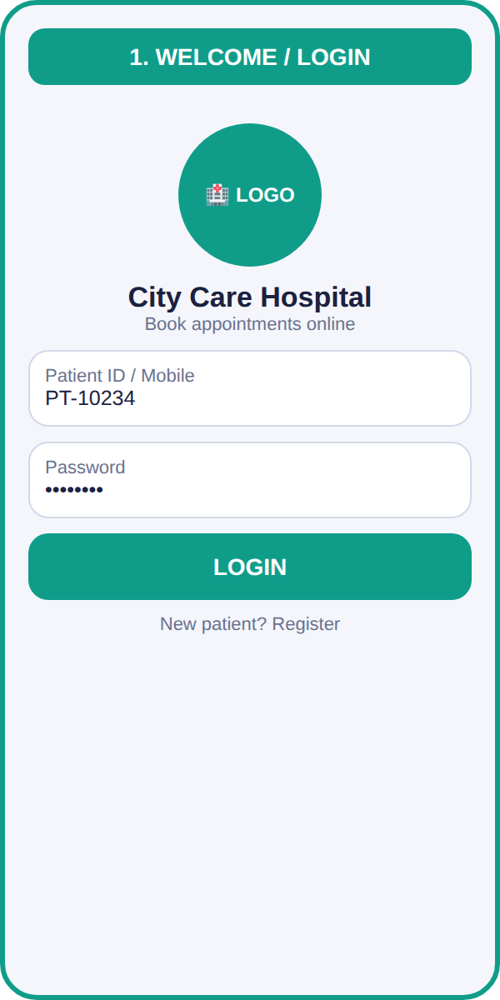 1. WELCOME / LOGIN
🏥 LOGO
City Care Hospital
Book appointments online
Patient ID / Mobile
PT-10234
Password
••••••••
LOGIN
New patient? Register